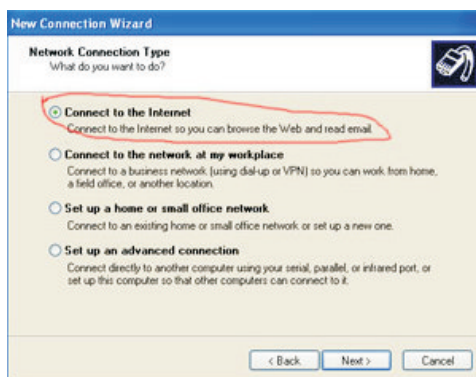 New Connection Wizard
Network Connection Type
What do you want to do?
Connect to the Internet
Connect to the Internet so you can browse the Web and read email.
Connect to the network at my workplace
Connect to a business network (using dial-up or VPN) so you can work from home,
a field office, or another location.
Set up a home or small office network
Connect to an existing home or small office network or set up a new one.
Set up an advanced connection
Connect directly to another computer using your serial, parallel, or infrared port, or
set up this computer so that other computers can connect to it.
< Back
Next >
Cancel